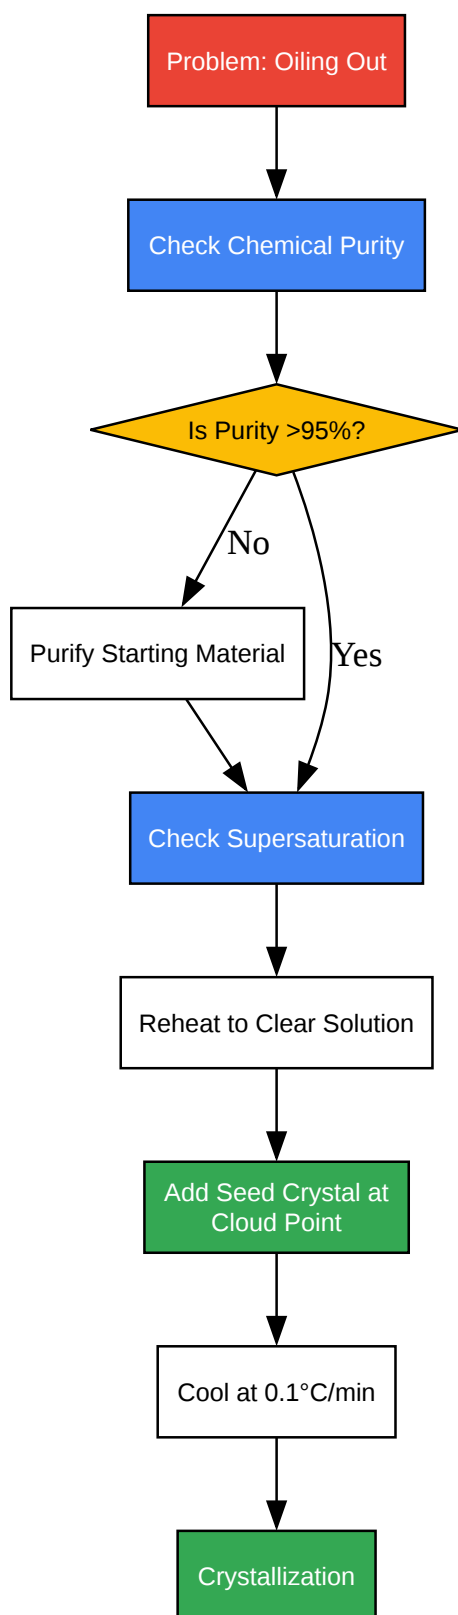 Problem: Oiling Out
Check Chemical Purity
Is Purity >95%?
No
Purify Starting Material
Yes
Check Supersaturation
Reheat to Clear Solution
Add Seed Crystal at
Cloud Point
Cool at 0.1°C/min
Crystallization